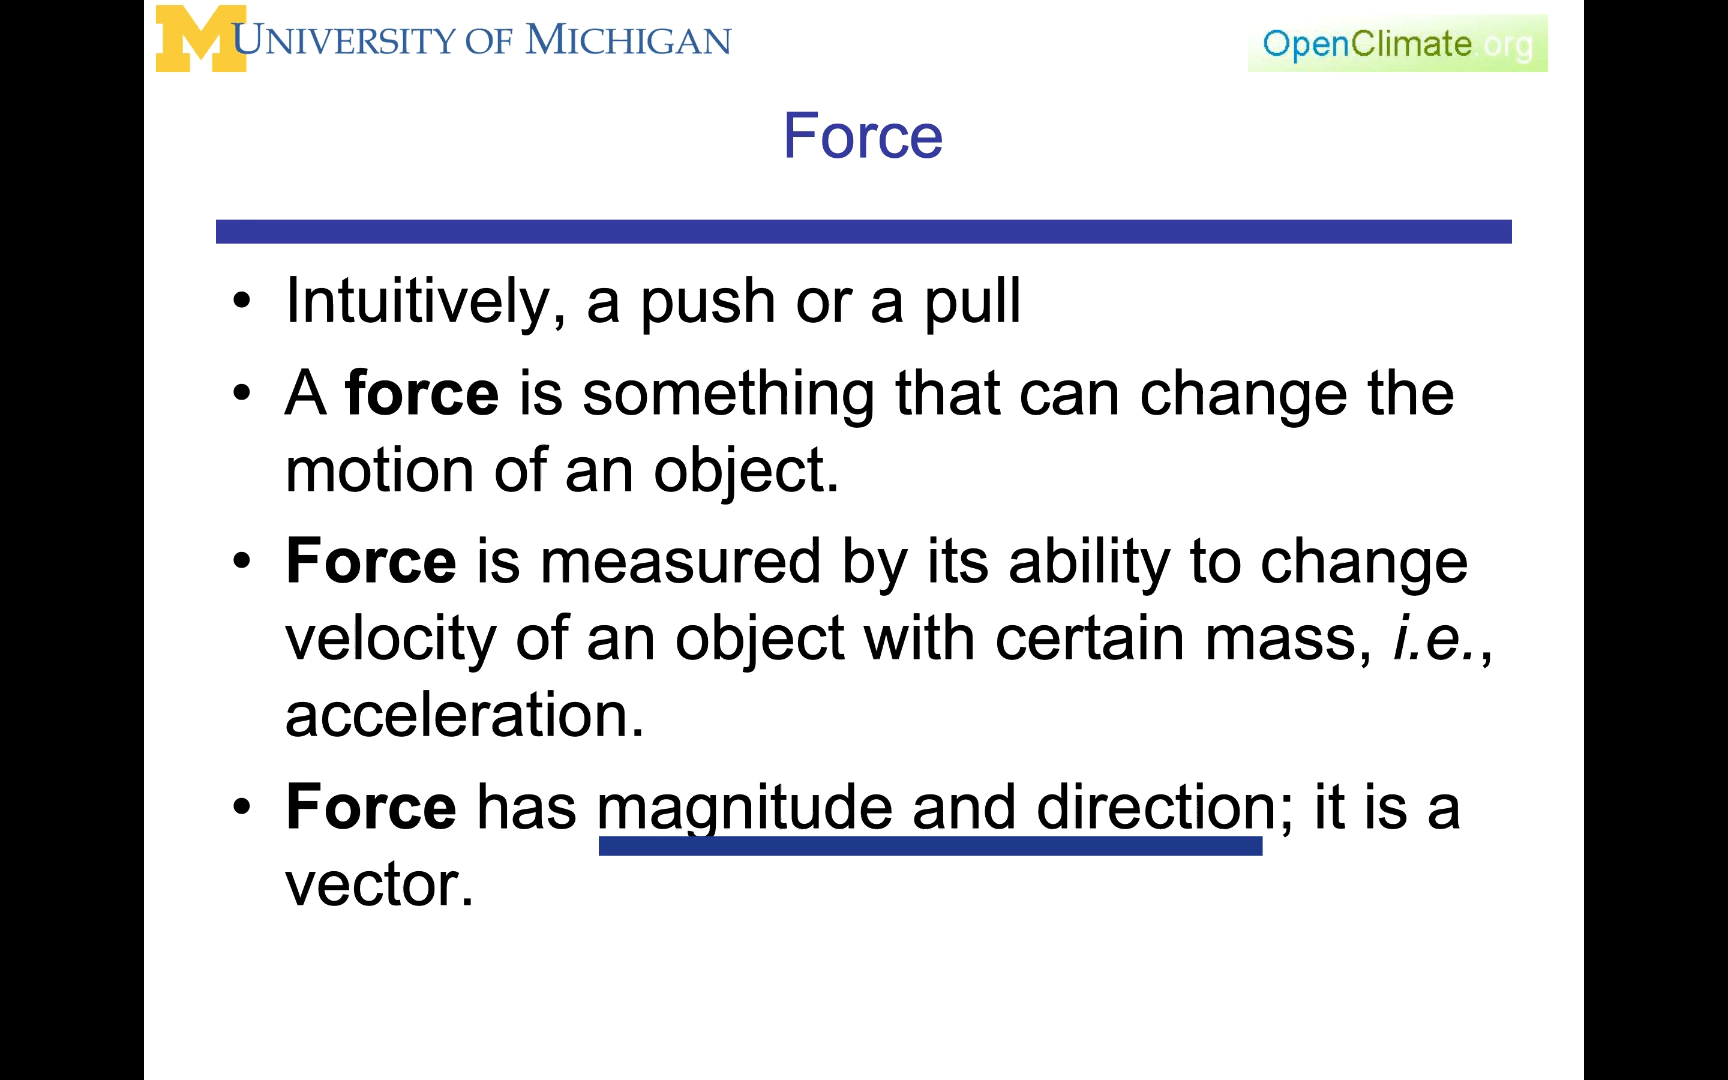 M UNIVERSITY OF MICHIGAN
OpenClimate.org
Force
• Intuitively, a push or a pull
• A force is something that can change the
motion of an object.
• Force is measured by its ability to change
velocity of an object with certain mass, i.e.,
acceleration.
• Force has magnitude and direction; it is a
vector.